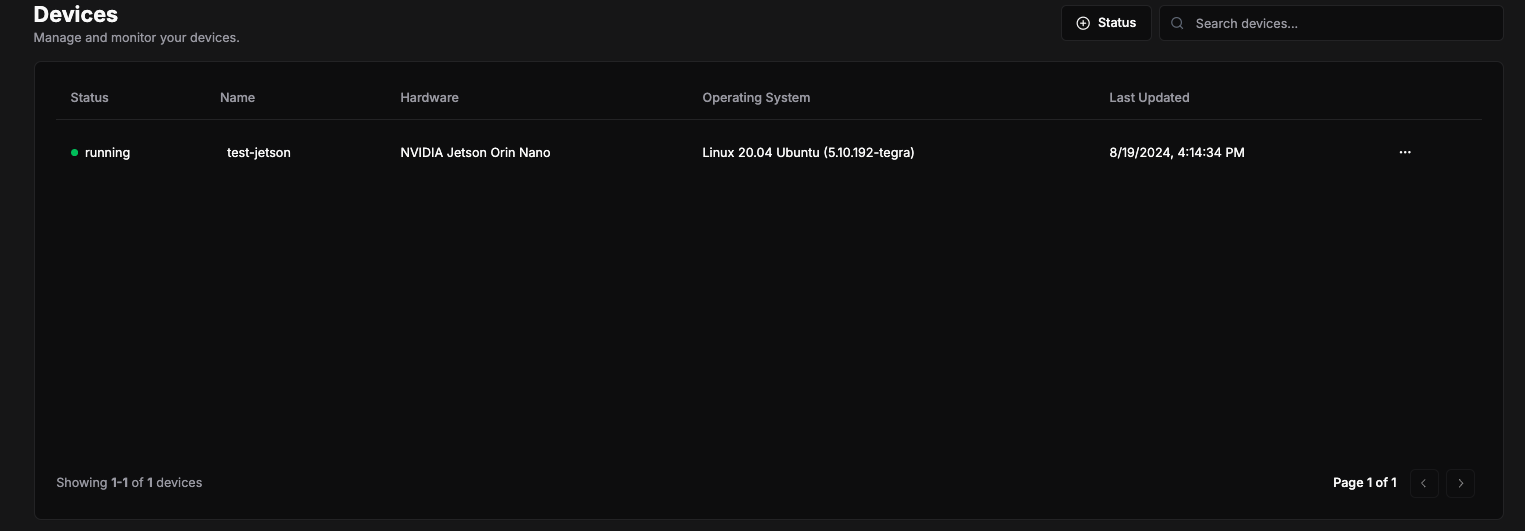 Devices
Manage and monitor your devices.
Status
Search devices...
Status Name Hardware Operating System Last Updated
running test-jetson NVIDIA Jetson Orin Nano Linux 20.04 Ubuntu (5.10.192-tegra) 8/19/2024, 4:14:34 PM ···
Showing 1-1 of 1 devices
Page 1 of 1